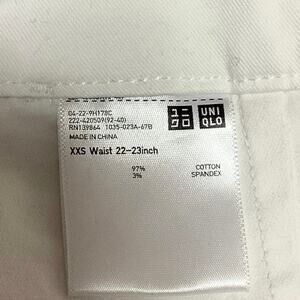 04-22-9H178C
222-420509(92-40)
RN139864 1035-023A-67B
MADE IN CHINA
ユニ
クロ
UNI
QLO
XXS Waist 22-23inch
97% COTTON
3% SPANDEX